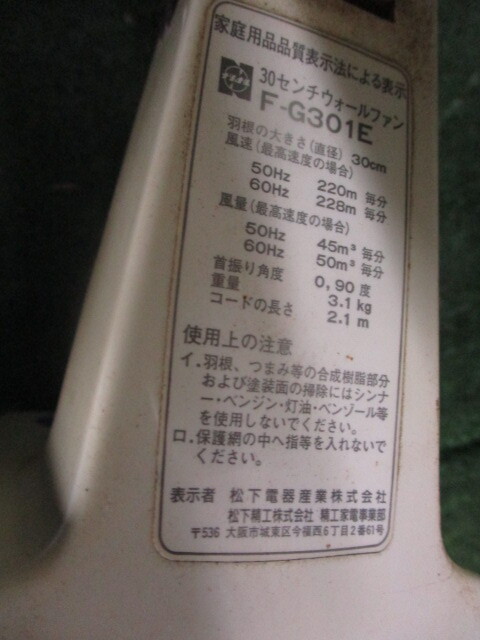 家庭用品品質表示法による表示
30センチウォールファン
F-G301E
羽根の大きさ(直径) 30cm
風速(最高速度の場合)
50Hz 220m 毎分
60Hz 228m 毎分
風量(最高速度の場合)
50Hz 45m³ 毎分
60Hz 50m³ 毎分
首振り角度 0,90 度
重量 3.1 kg
コードの長さ 2.1 m
使用上の注意
イ.羽根、つまみ等の合成樹脂部分
および塗装面の掃除にはシンナ
ー・ベンジン・灯油・ベンゾール等
を使用しないでください。
ロ.保護網の中へ指等を入れないで
ください。
表示者 松下電器産業株式会社
松下精工株式会社 精工家電事業部
〒536 大阪市城東区今福西6丁目2番61号